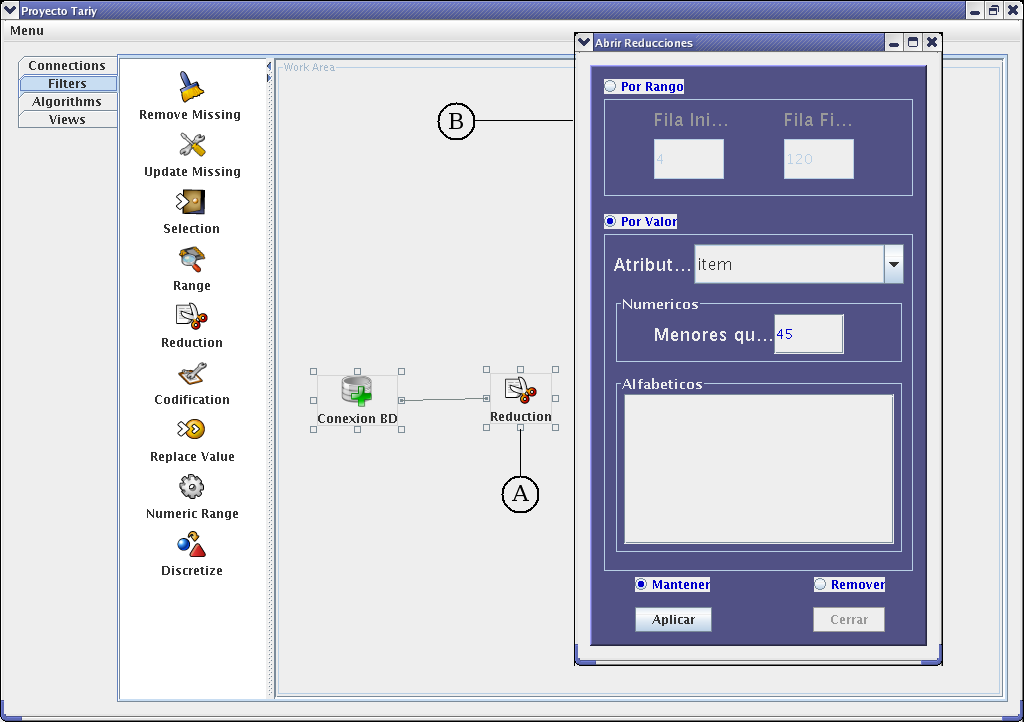 Proyecto Tariy
Menu
Connections
Filters
Algorithms
Views
Remove Missing
Update Missing
Selection
Range
Reduction
Codification
Replace Value
Numeric Range
Discretize
Work Area
B
Conexion BD
Reduction
A
Abrir Reducciones
Por Rango
Fila Ini... Fila Fi...
4 120
Por Valor
Atribut... item
Numericos
Menores qu... 45
Alfabeticos
Mantener Remover
Aplicar Cerrar